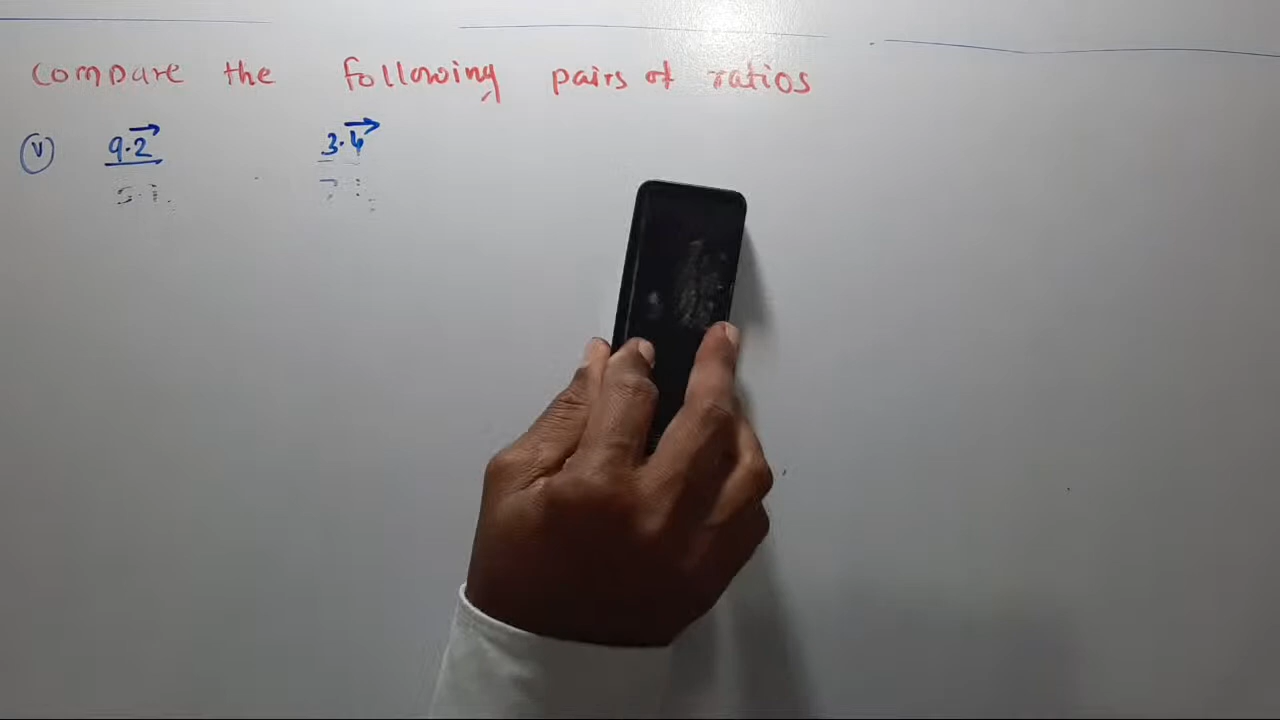 Compare the following pairs of ratios
(v) 9.2 3.4